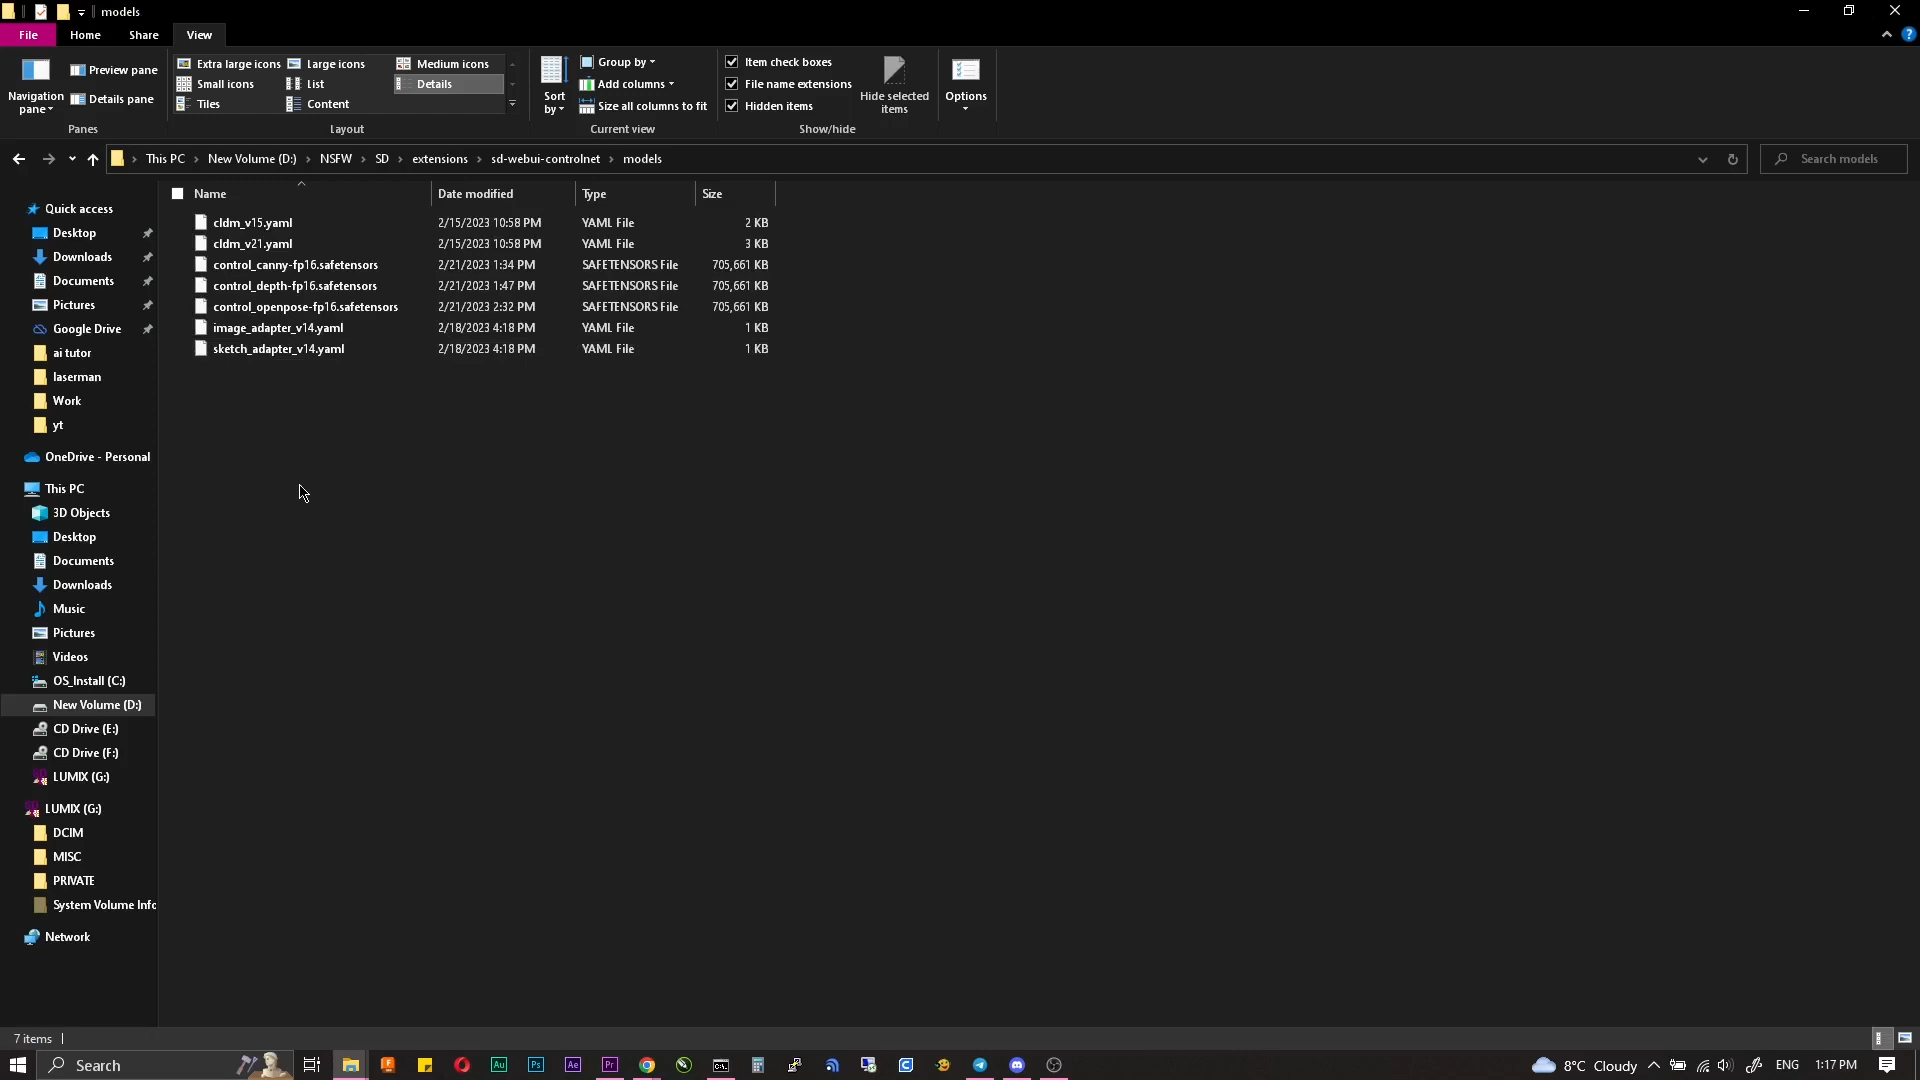 models
File Home Share View
Navigation pane
Preview pane
Details pane
Panes
Extra large icons Large icons Medium icons
Small icons List Details
Tiles Content
Layout
Sort by
Group by
Add columns
Size all columns to fit
Current view
Item check boxes
File name extensions
Hidden items
Hide selected items
Show/hide
Options
This PC › New Volume (D:) › NSFW › SD › extensions › sd-webui-controlnet › models
Search models
Name Date modified Type Size
cldm_v15.yaml 2/15/2023 10:58 PM YAML File 2 KB
cldm_v21.yaml 2/15/2023 10:58 PM YAML File 3 KB
control_canny-fp16.safetensors 2/21/2023 1:34 PM SAFETENSORS File 705,661 KB
control_depth-fp16.safetensors 2/21/2023 1:47 PM SAFETENSORS File 705,661 KB
control_openpose-fp16.safetensors 2/21/2023 2:32 PM SAFETENSORS File 705,661 KB
image_adapter_v14.yaml 2/18/2023 4:18 PM YAML File 1 KB
sketch_adapter_v14.yaml 2/18/2023 4:18 PM YAML File 1 KB
Quick access
Desktop
Downloads
Documents
Pictures
Google Drive
ai tutor
laserman
Work
yt
OneDrive - Personal
This PC
3D Objects
Desktop
Documents
Downloads
Music
Pictures
Videos
OS_Install (C:)
New Volume (D:)
CD Drive (E:)
CD Drive (F:)
LUMIX (G:)
LUMIX (G:)
DCIM
MISC
PRIVATE
System Volume Info
Network
7 items
Search
Au Ps Ae Pr
8°C Cloudy
ENG
1:17 PM